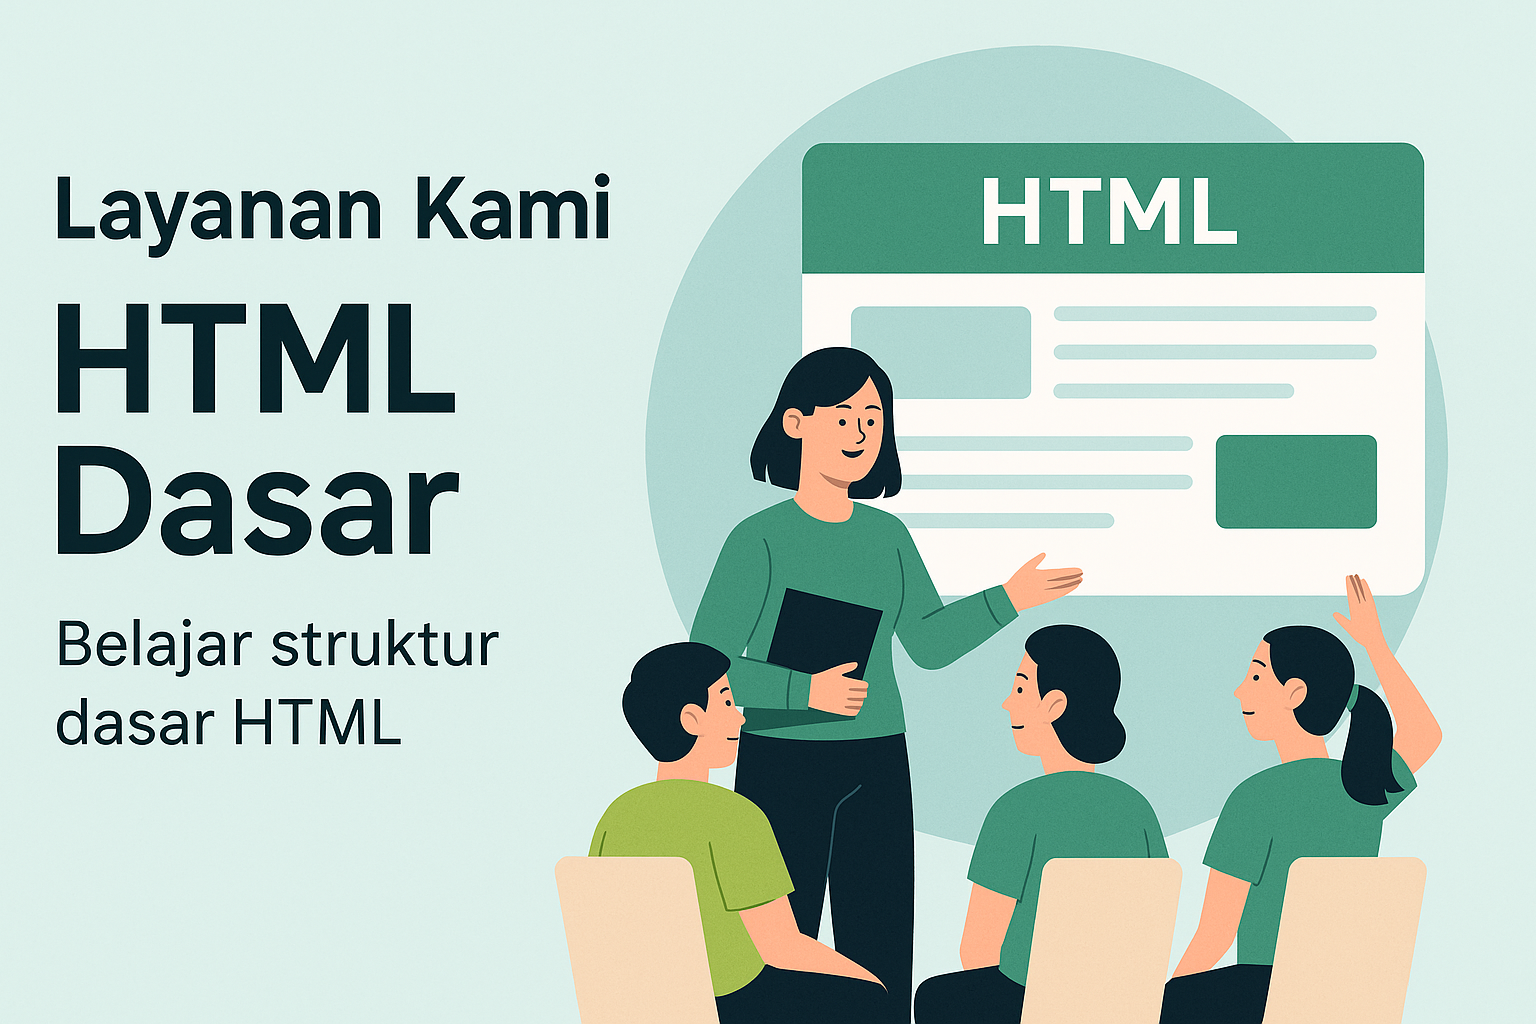 Layanan Kami
HTML
Dasar
Belajar struktur
dasar HTML
HTML